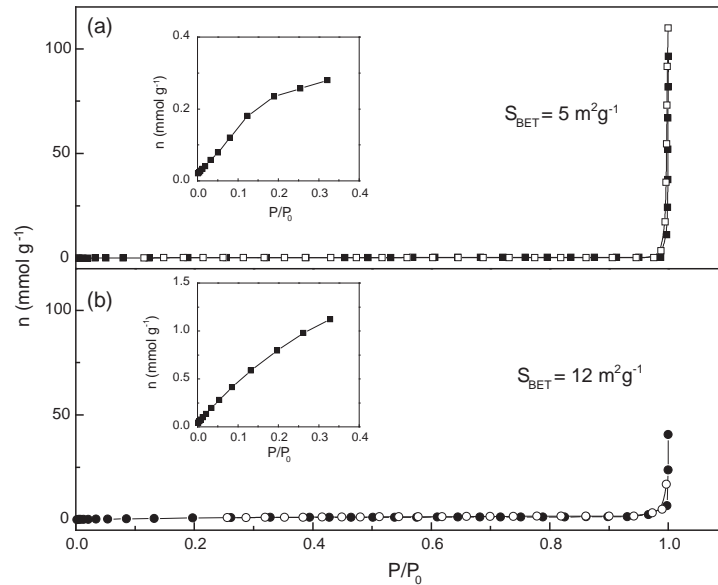 (a)
100
50
0
n (mmol g⁻¹)
0.4
0.2
0.0
n (mmol g⁻¹)
0.0 0.1 0.2 0.3 0.4
P/P₀
S_BET = 5 m²g⁻¹
(b)
100
50
0
1.5
1.0
0.5
0.0
n (mmol g⁻¹)
0.0 0.1 0.2 0.3 0.4
P/P₀
S_BET = 12 m²g⁻¹
0.0 0.2 0.4 0.6 0.8 1.0
P/P₀